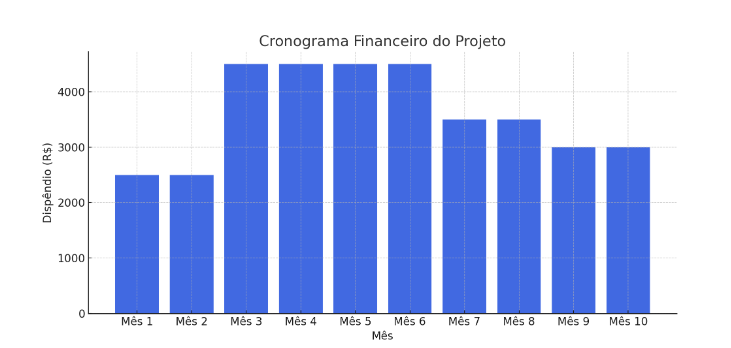 Cronograma Financeiro do Projeto
Dispêndio (R$)
4000
3000
2000
1000
0
Mês 1 Mês 2 Mês 3 Mês 4 Mês 5 Mês 6 Mês 7 Mês 8 Mês 9 Mês 10
Mês